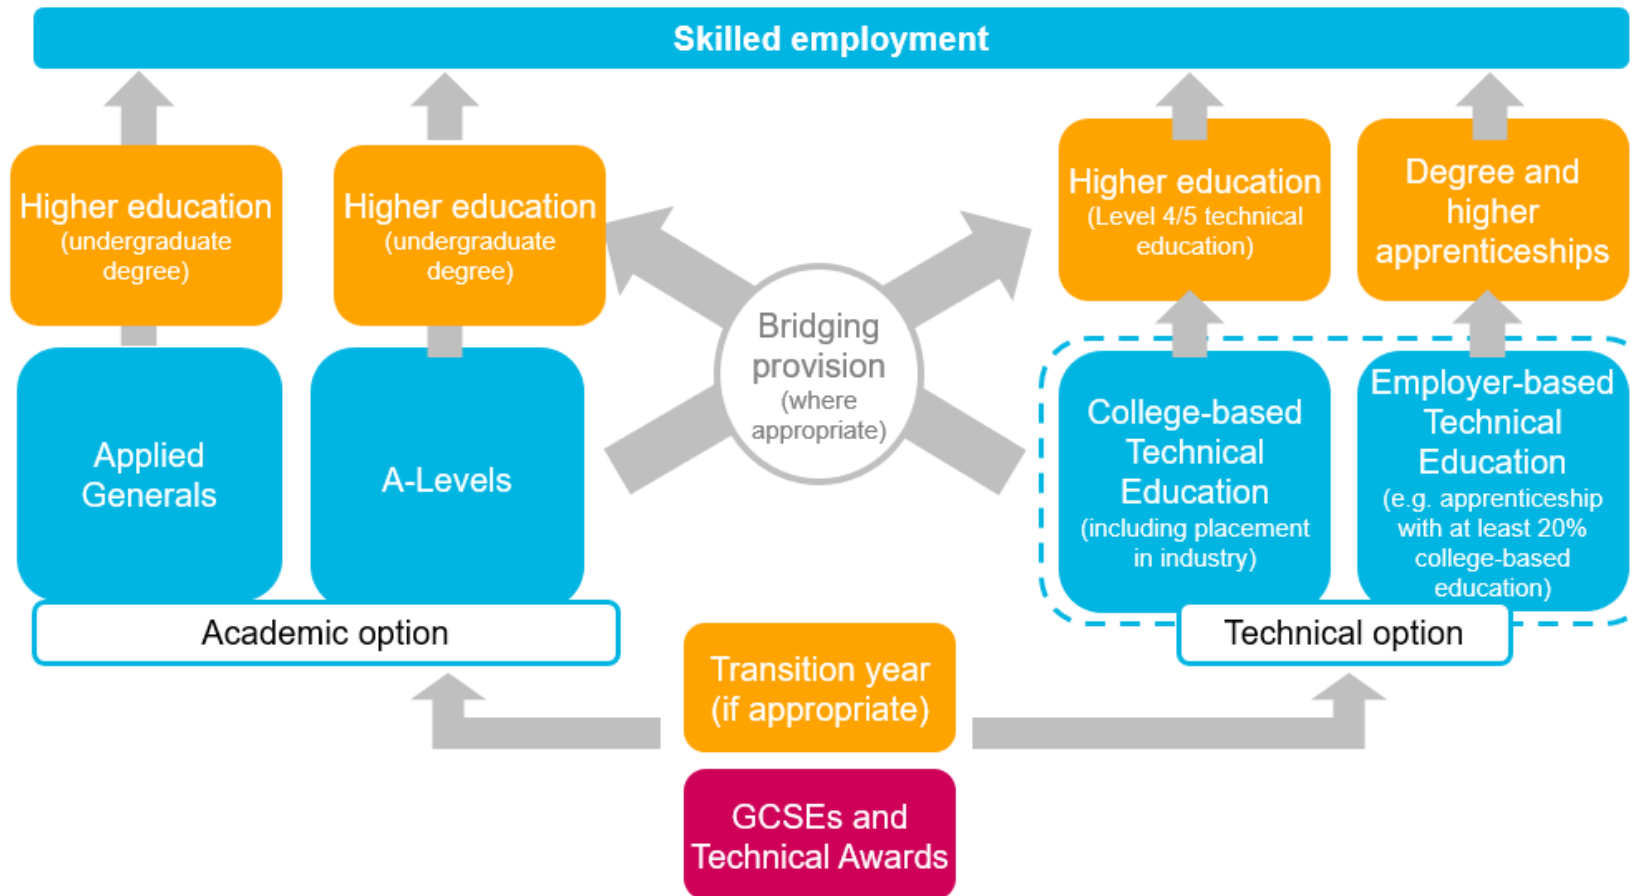 Skilled employment
Higher education
(undergraduate
degree)
Higher education
(undergraduate
degree)
Higher education
(Level 4/5 technical
education)
Degree and
higher
apprenticeships
Bridging
provision
(where
appropriate)
Applied
Generals
A-Levels
College-based
Technical
Education
(including placement
in industry)
Employer-based
Technical
Education
(e.g. apprenticeship
with at least 20%
college-based
education)
Academic option
Technical option
Transition year
(if appropriate)
GCSEs and
Technical Awards